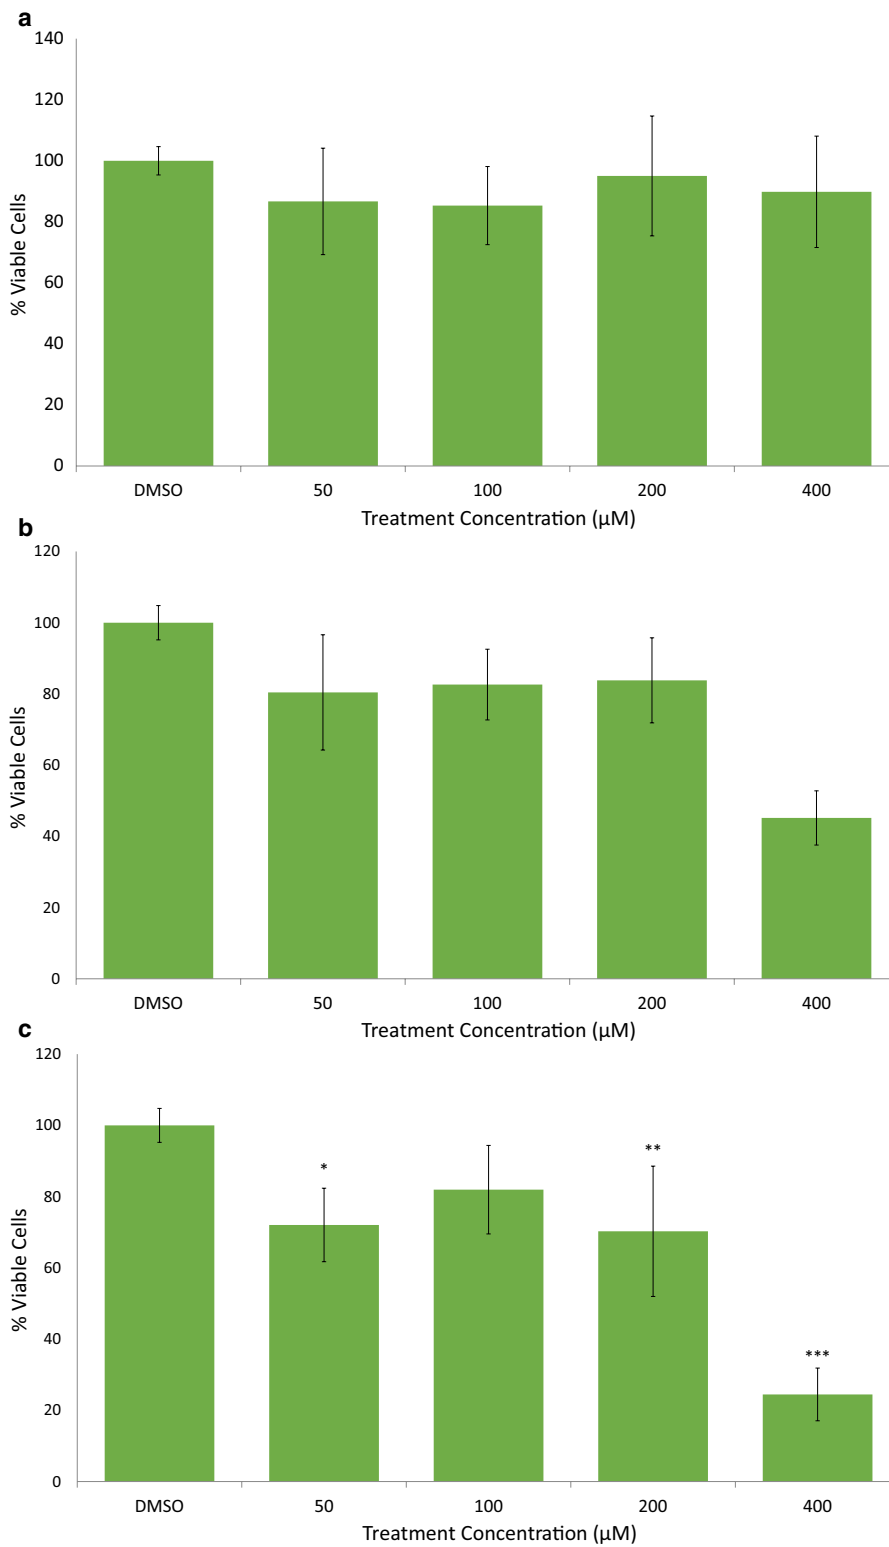 a
140
120
100
80
60
40
20
0
% Viable Cells
DMSO 50 100 200 400
Treatment Concentration (µM)
b
120
100
80
60
40
20
0
% Viable Cells
DMSO 50 100 200 400
Treatment Concentration (µM)
c
120
100
80
60
40
20
0
% Viable Cells
* ** ***
DMSO 50 100 200 400
Treatment Concentration (µM)